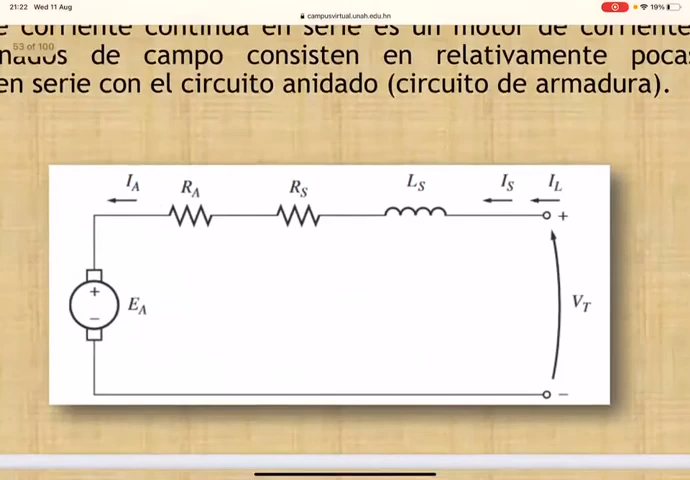 21:22 Wed 11 Aug
campusvirtual.unah.edu.hn
19%
corriente continua en serie es un motor de corriente
53 of 100
de campo consisten en relativamente pocas
en serie con el circuito anidado (circuito de armadura).
I_A R_A R_S L_S I_S I_L
+
+
E_A
V_T
−
−